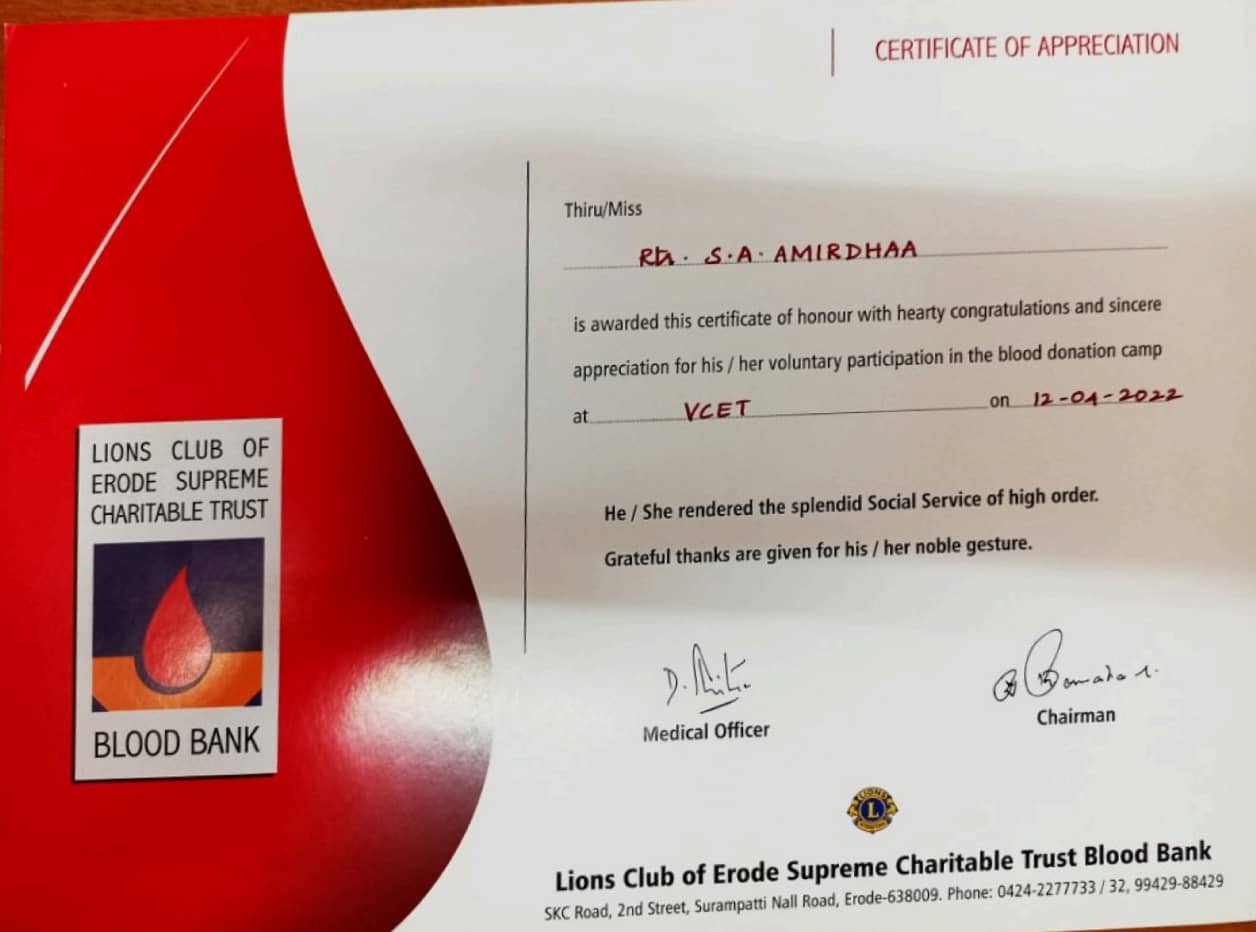 CERTIFICATE OF APPRECIATION
Thiru/Miss
Rtr. S.A. AMIRDHAA
is awarded this certificate of honour with hearty congratulations and sincere
appreciation for his / her voluntary participation in the blood donation camp
at VCET on 12-04-2022
He / She rendered the splendid Social Service of high order.
Grateful thanks are given for his / her noble gesture.
Medical Officer
Chairman
LIONS CLUB OF
ERODE SUPREME
CHARITABLE TRUST
BLOOD BANK
LIONS
L
Lions Club of Erode Supreme Charitable Trust Blood Bank
SKC Road, 2nd Street, Surampatti Nall Road, Erode-638009. Phone: 0424-2277733 / 32, 99429-88429